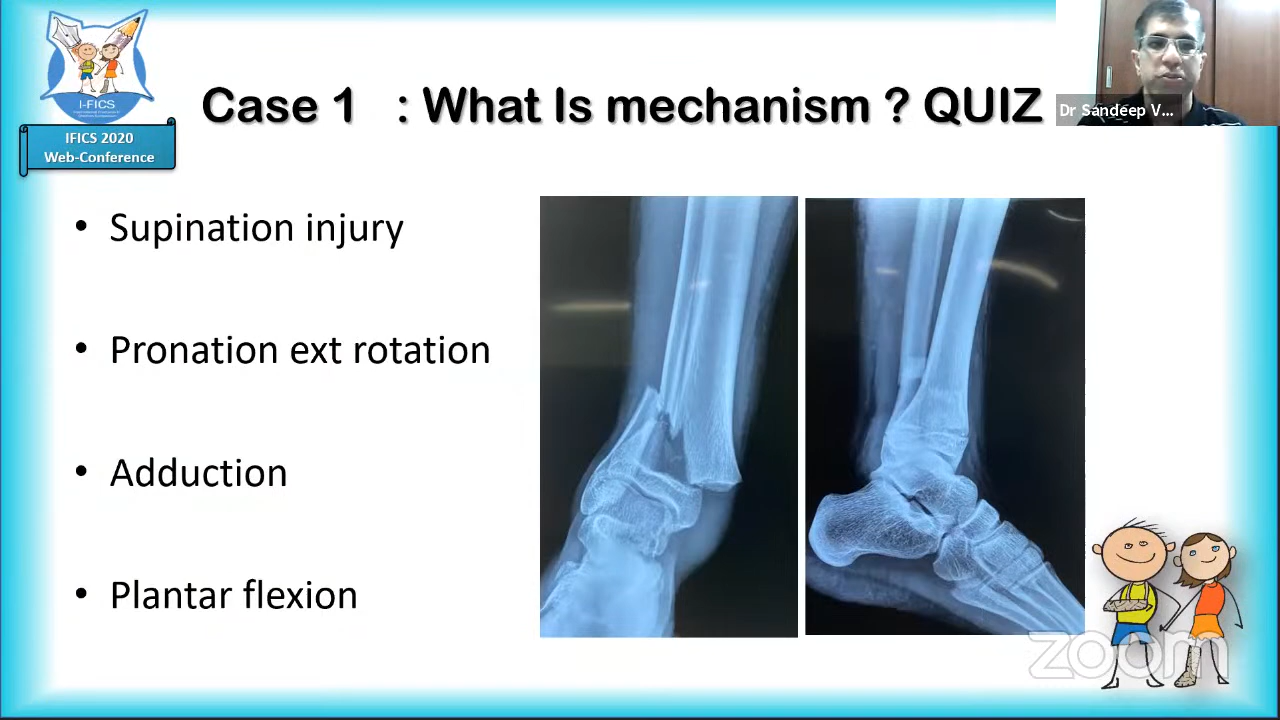 I-FICS
IFICS 2020
Web-Conference
Case 1 : What Is mechanism ? QUIZ
Dr Sandeep V...
• Supination injury
• Pronation ext rotation
• Adduction
• Plantar flexion
zoom